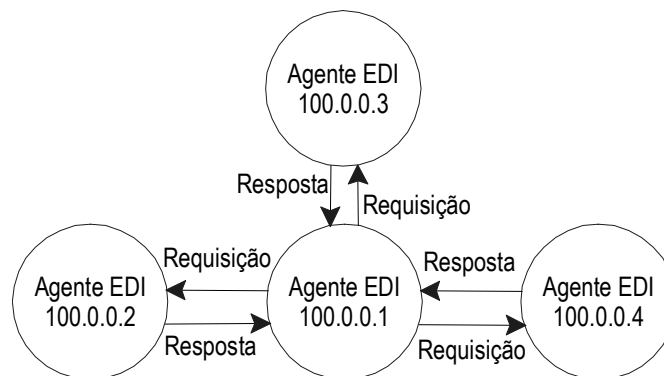 Agente EDI
100.0.0.3
Resposta
Requisição
Requisição
Resposta
Agente EDI
100.0.0.2
Agente EDI
100.0.0.1
Agente EDI
100.0.0.4
Resposta
Requisição